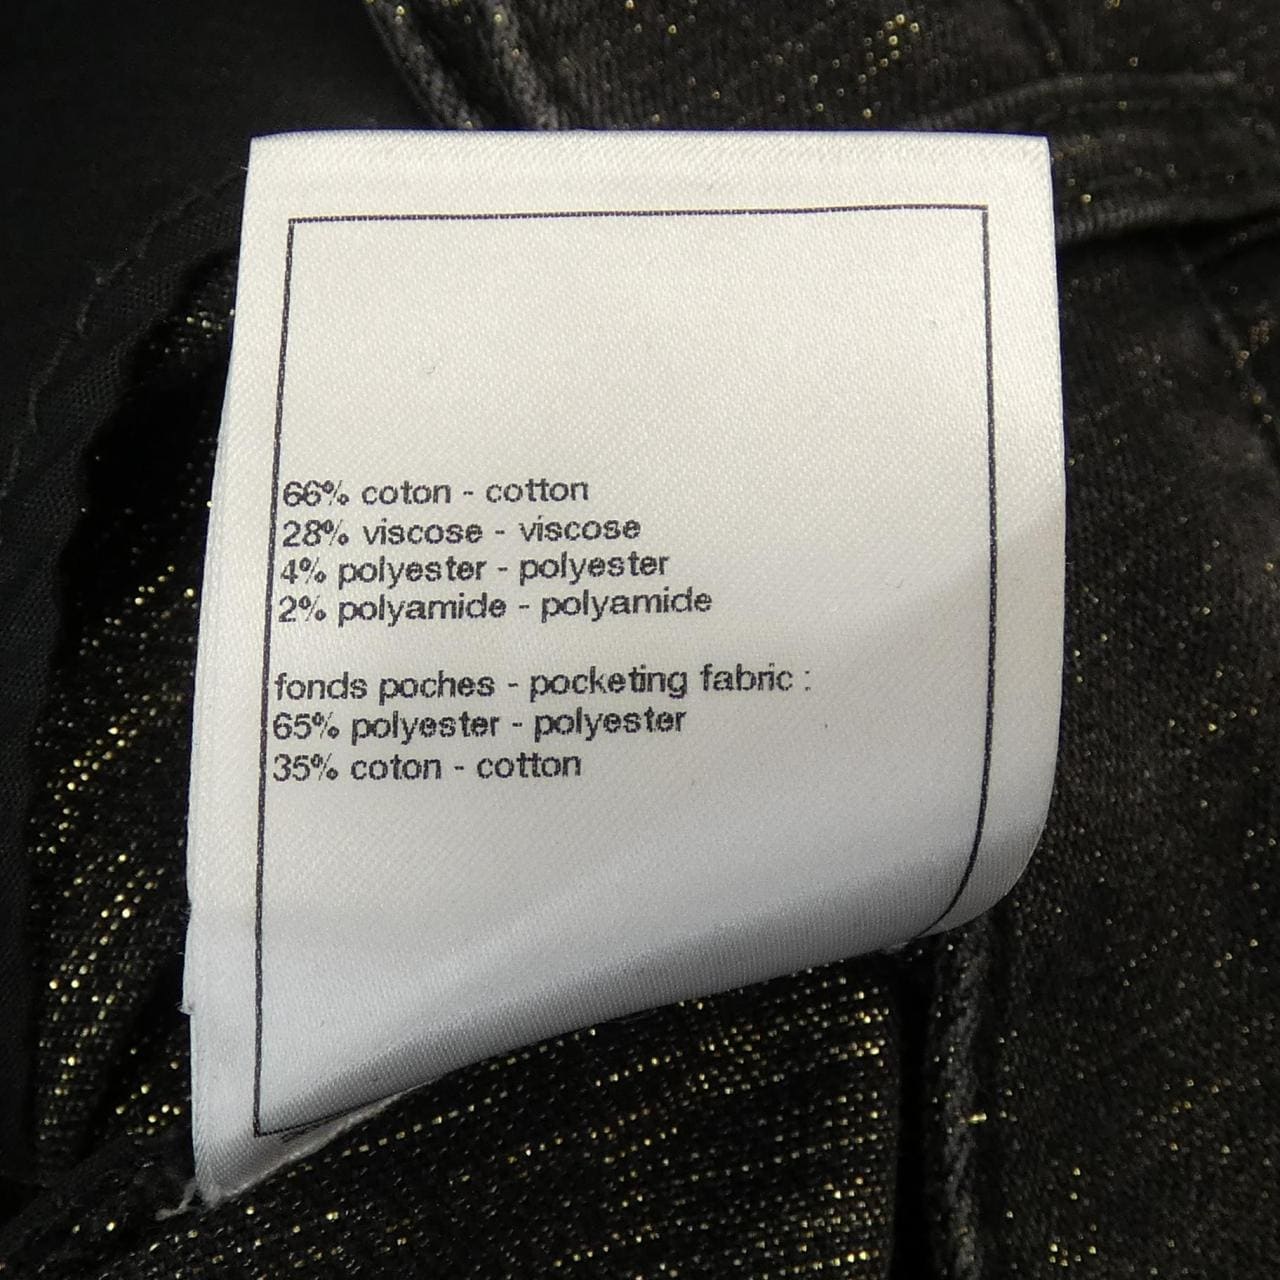 66% coton - cotton
28% viscose - viscose
4% polyester - polyester
2% polyamide - polyamide
fonds poches - pocketing fabric :
65% polyester - polyester
35% coton - cotton